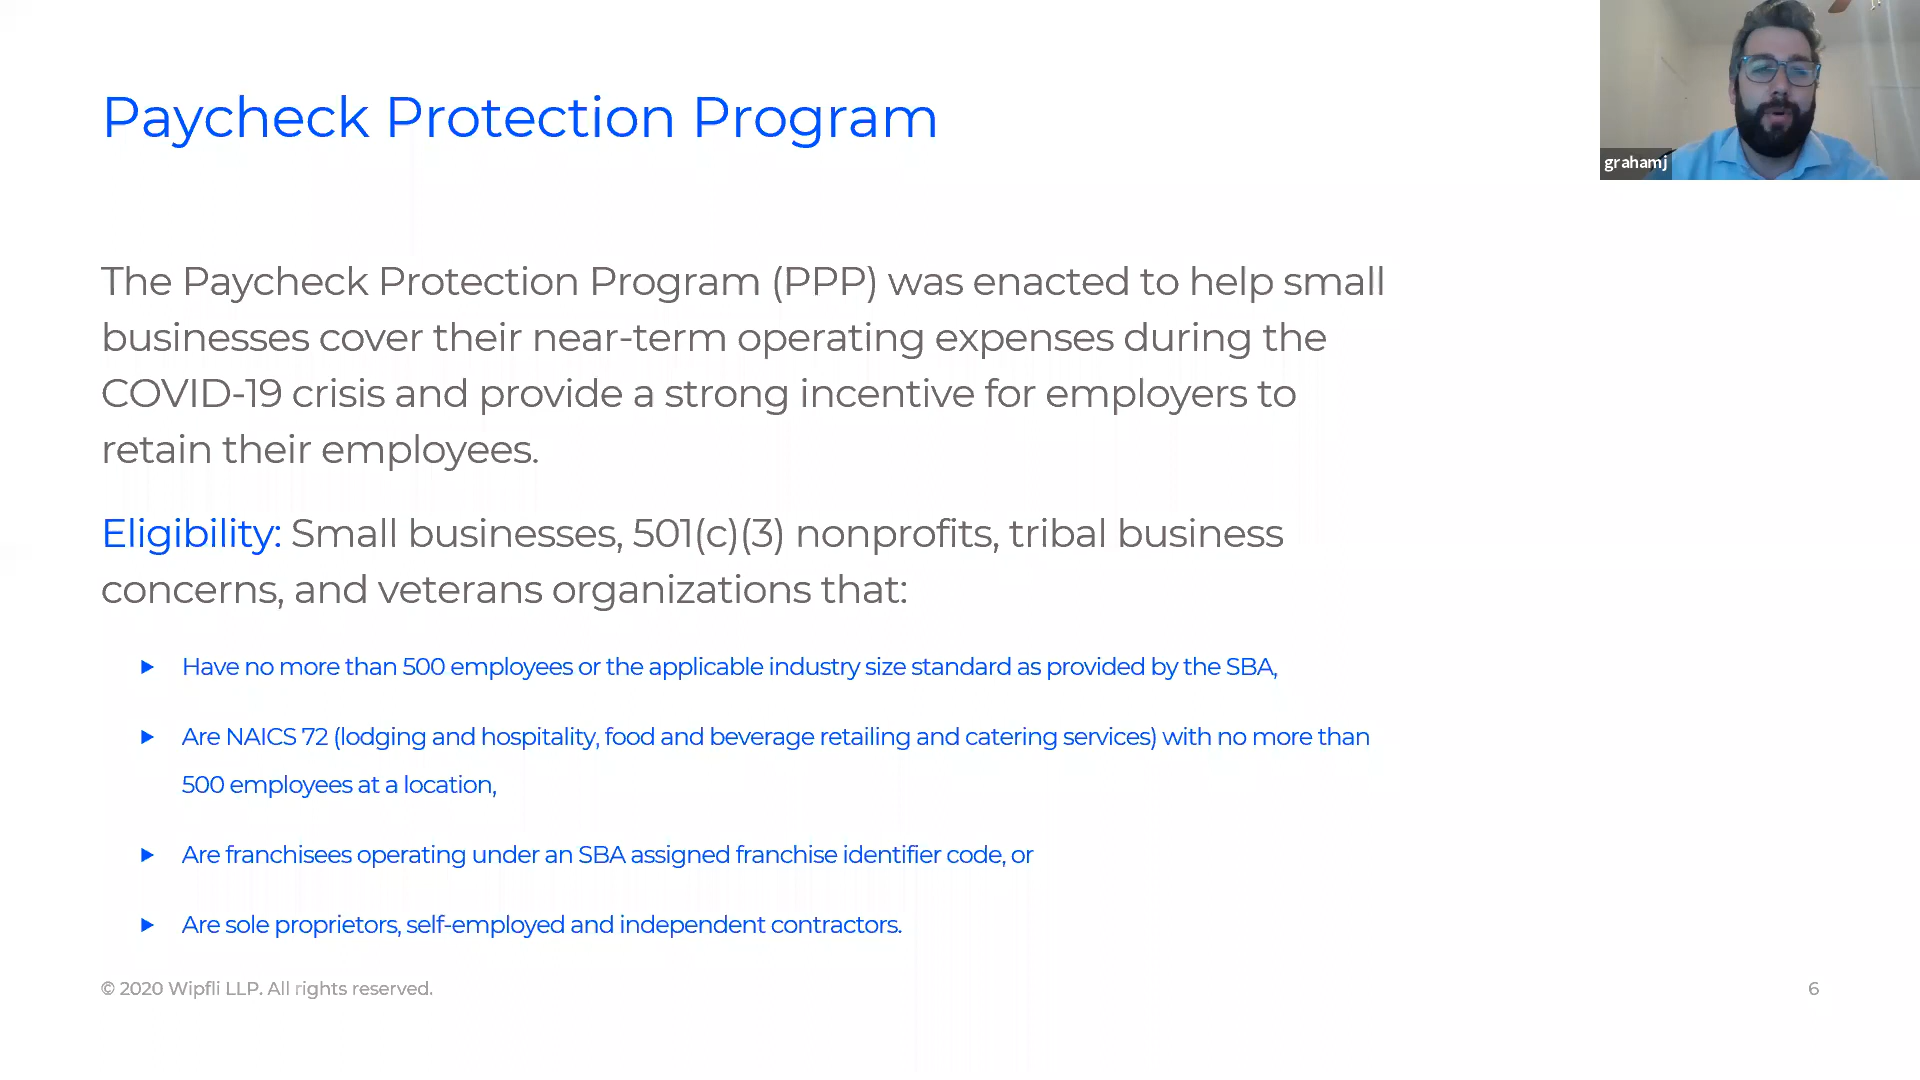 Paycheck Protection Program
grahamj
The Paycheck Protection Program (PPP) was enacted to help small
businesses cover their near-term operating expenses during the
COVID-19 crisis and provide a strong incentive for employers to
retain their employees.
Eligibility: Small businesses, 501(c)(3) nonprofits, tribal business
concerns, and veterans organizations that:
► Have no more than 500 employees or the applicable industry size standard as provided by the SBA,
► Are NAICS 72 (lodging and hospitality, food and beverage retailing and catering services) with no more than
500 employees at a location,
► Are franchisees operating under an SBA assigned franchise identifier code, or
► Are sole proprietors, self-employed and independent contractors.
© 2020 Wipfli LLP. All rights reserved.
6